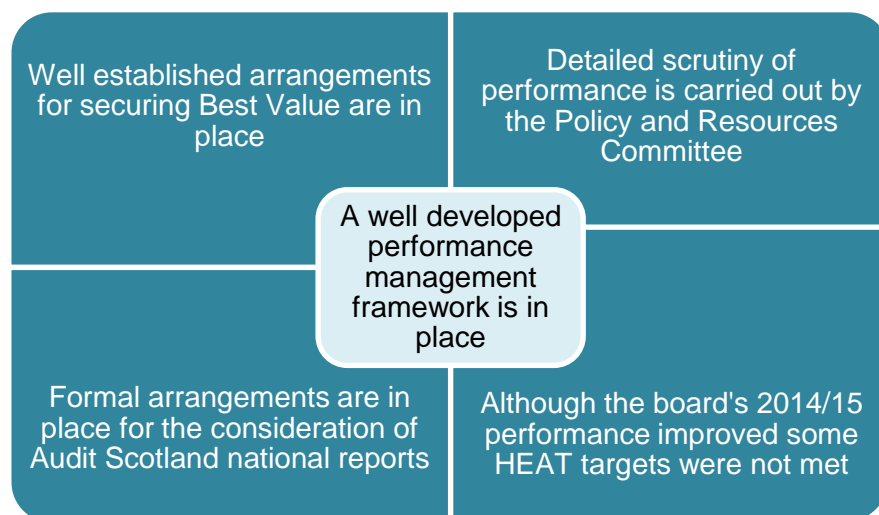 Well established arrangements
for securing Best Value are in
place
Detailed scrutiny of
performance is carried out by
the Policy and Resources
Committee
A well developed
performance
management
framework is in
place
Formal arrangements are in
place for the consideration of
Audit Scotland national reports
Although the board's 2014/15
performance improved some
HEAT targets were not met